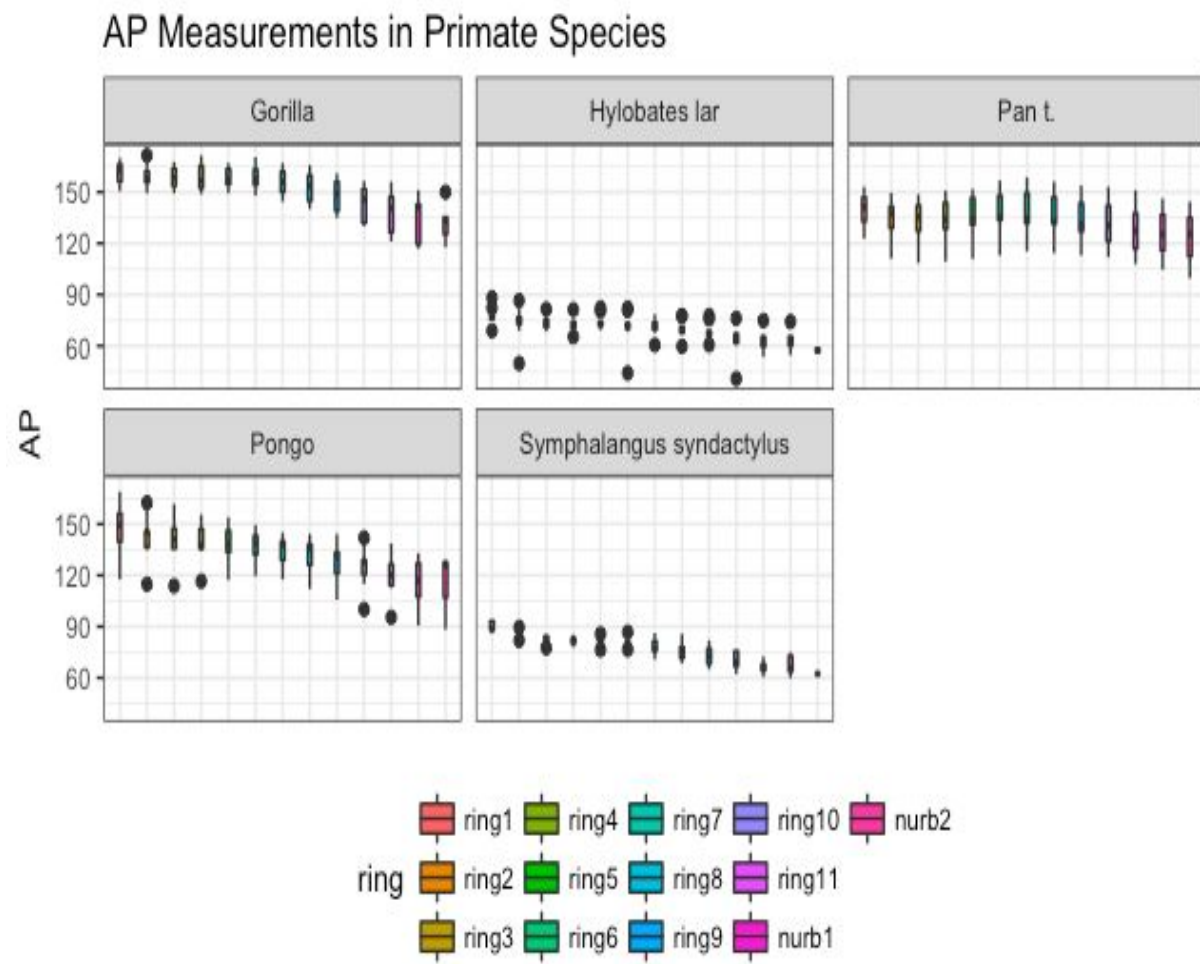 AP Measurements in Primate Species
Gorilla
Hylobates lar
Pan t.
150
120
90
60
AP
Pongo
Symphalangus syndactylus
150
120
90
60
ring1 ring4 ring7 ring10 nurb2
ring ring2 ring5 ring8 ring11
ring3 ring6 ring9 nurb1